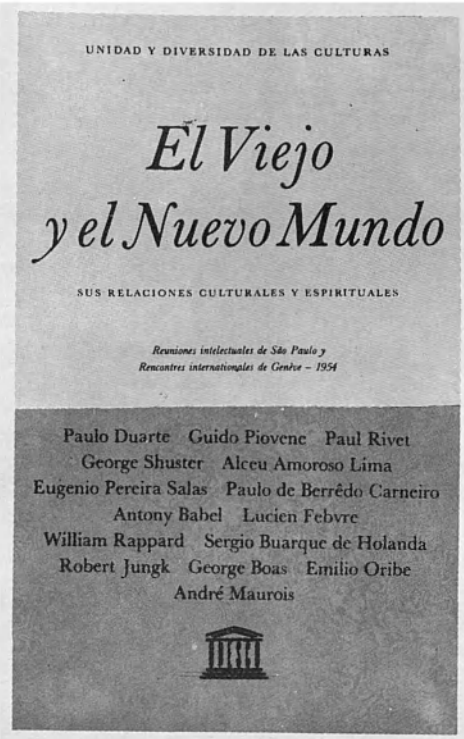 UNIDAD Y DIVERSIDAD DE LAS CULTURAS
El Viejo
y el Nuevo Mundo
SUS RELACIONES CULTURALES Y ESPIRITUALES
Reuniones intelectuales de São Paulo y
Rencontres internationales de Genève – 1954
Paulo Duarte Guido Piovene Paul Rivet
George Shuster Alceu Amoroso Lima
Eugenio Pereira Salas Paulo de Berrêdo Carneiro
Antony Babel Lucien Febvre
William Rappard Sergio Buarque de Holanda
Robert Jungk George Boas Emilio Oribe
André Maurois